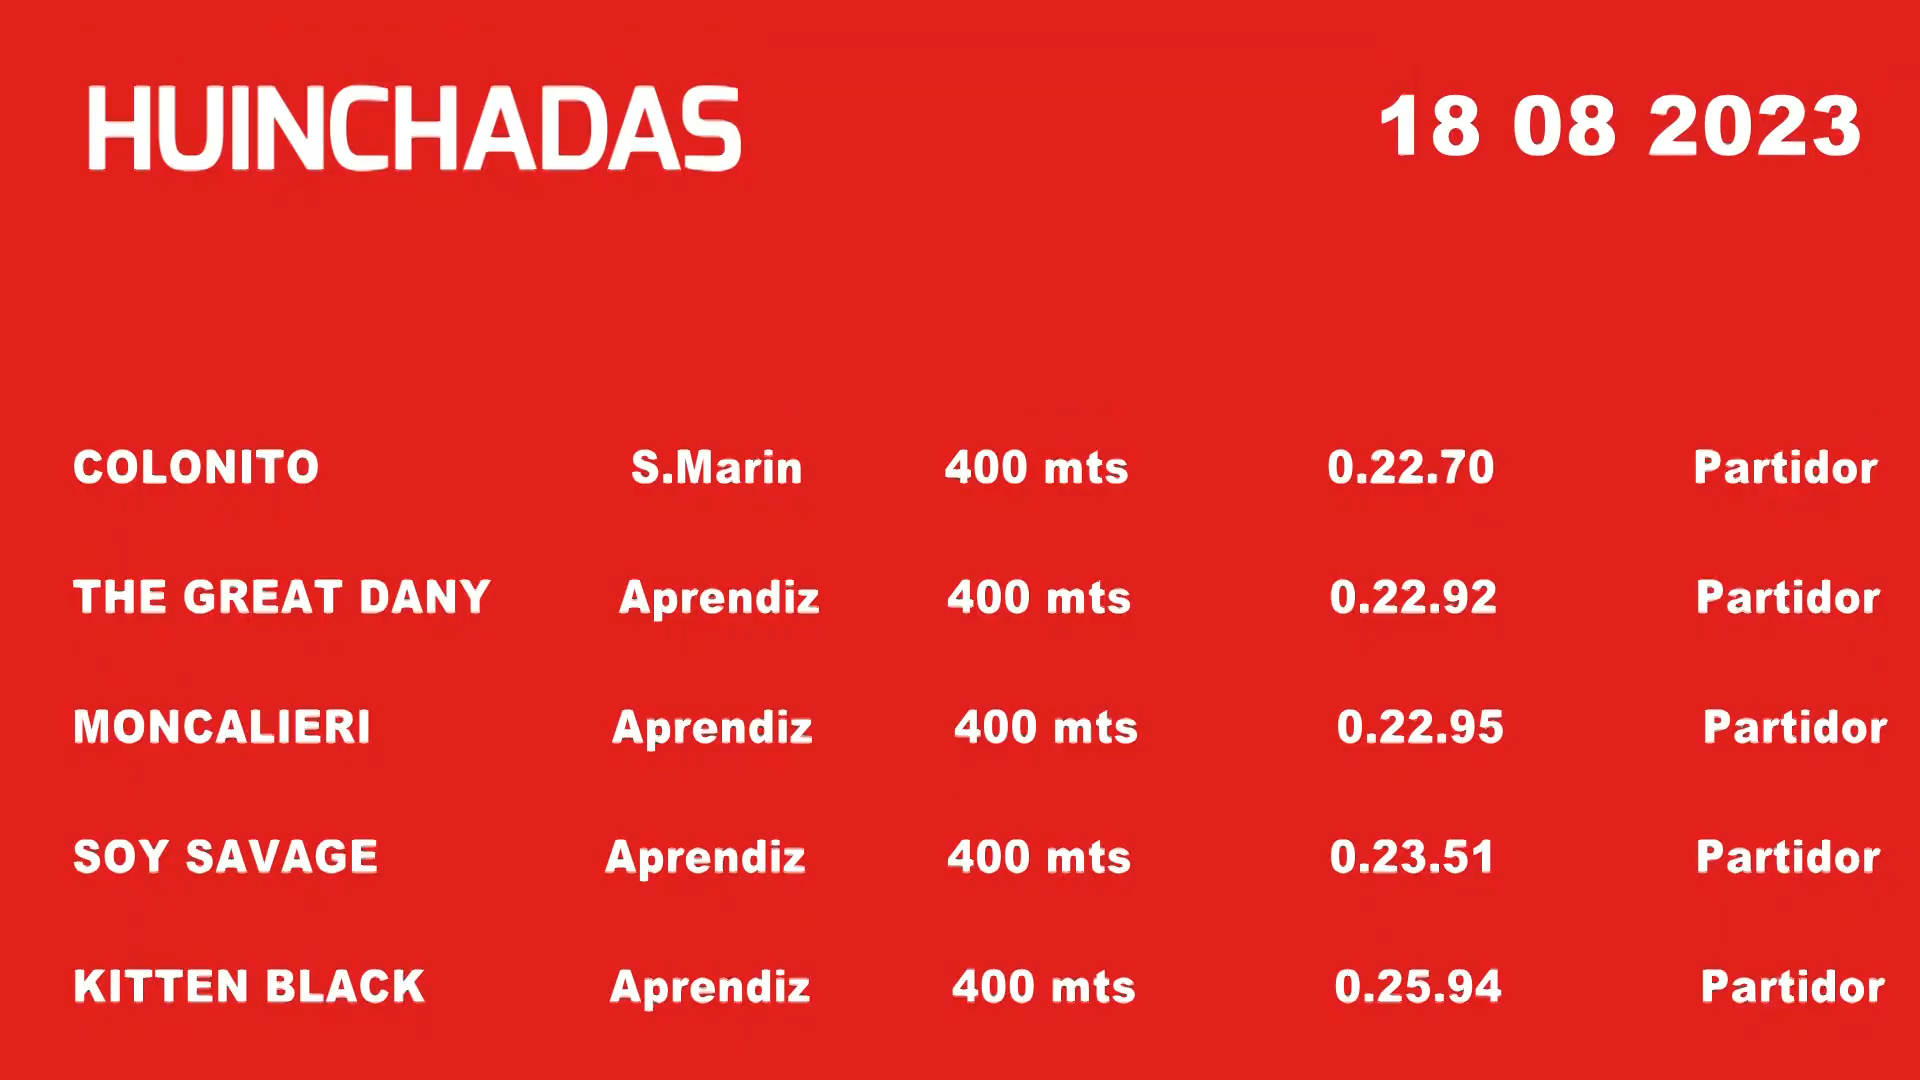 HUINCHADAS 18 08 2023
COLONITO S.Marin 400 mts 0.22.70 Partidor
THE GREAT DANY Aprendiz 400 mts 0.22.92 Partidor
MONCALIERI Aprendiz 400 mts 0.22.95 Partidor
SOY SAVAGE Aprendiz 400 mts 0.23.51 Partidor
KITTEN BLACK Aprendiz 400 mts 0.25.94 Partidor